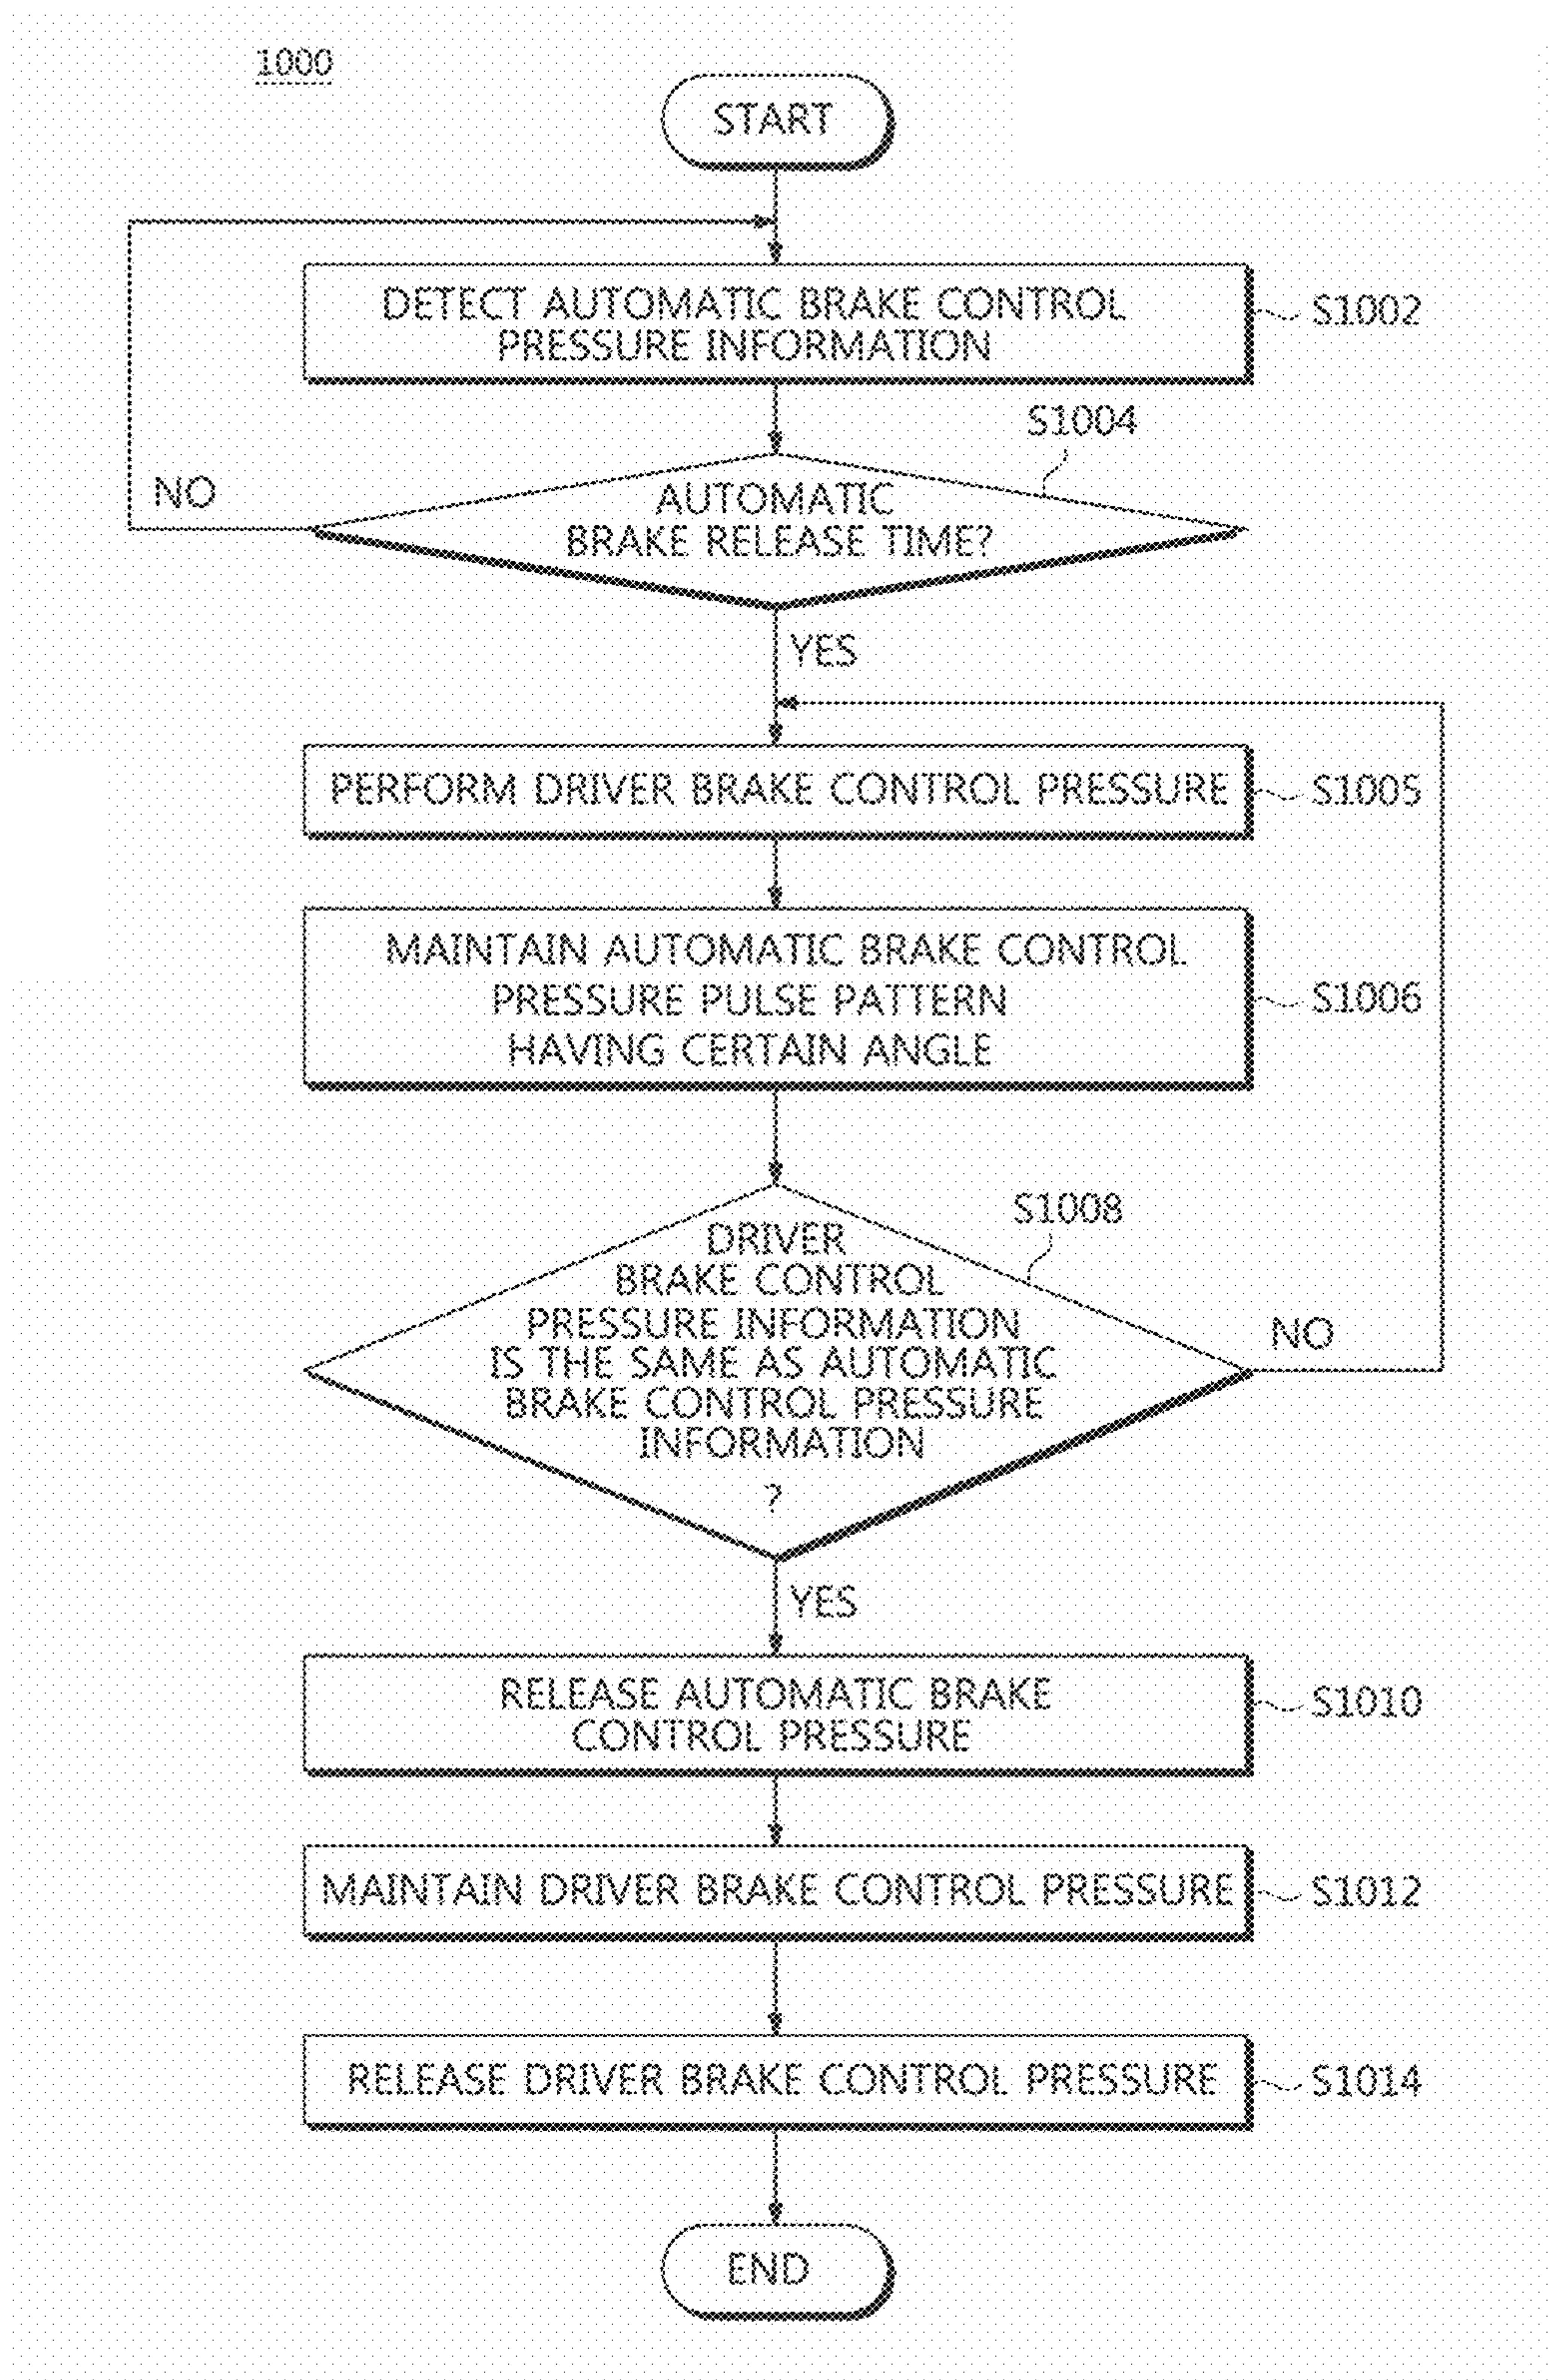 1000
START
DETECT AUTOMATIC BRAKE CONTROL
PRESSURE INFORMATION
S1002
S1004
AUTOMATIC
BRAKE RELEASE TIME?
NO
YES
PERFORM DRIVER BRAKE CONTROL PRESSURE
S1005
MAINTAIN AUTOMATIC BRAKE CONTROL
PRESSURE PULSE PATTERN
HAVING CERTAIN ANGLE
S1006
S1008
DRIVER
BRAKE CONTROL
PRESSURE INFORMATION
IS THE SAME AS AUTOMATIC
BRAKE CONTROL PRESSURE
INFORMATION
?
NO
YES
RELEASE AUTOMATIC BRAKE
CONTROL PRESSURE
S1010
MAINTAIN DRIVER BRAKE CONTROL PRESSURE
S1012
RELEASE DRIVER BRAKE CONTROL PRESSURE
S1014
END